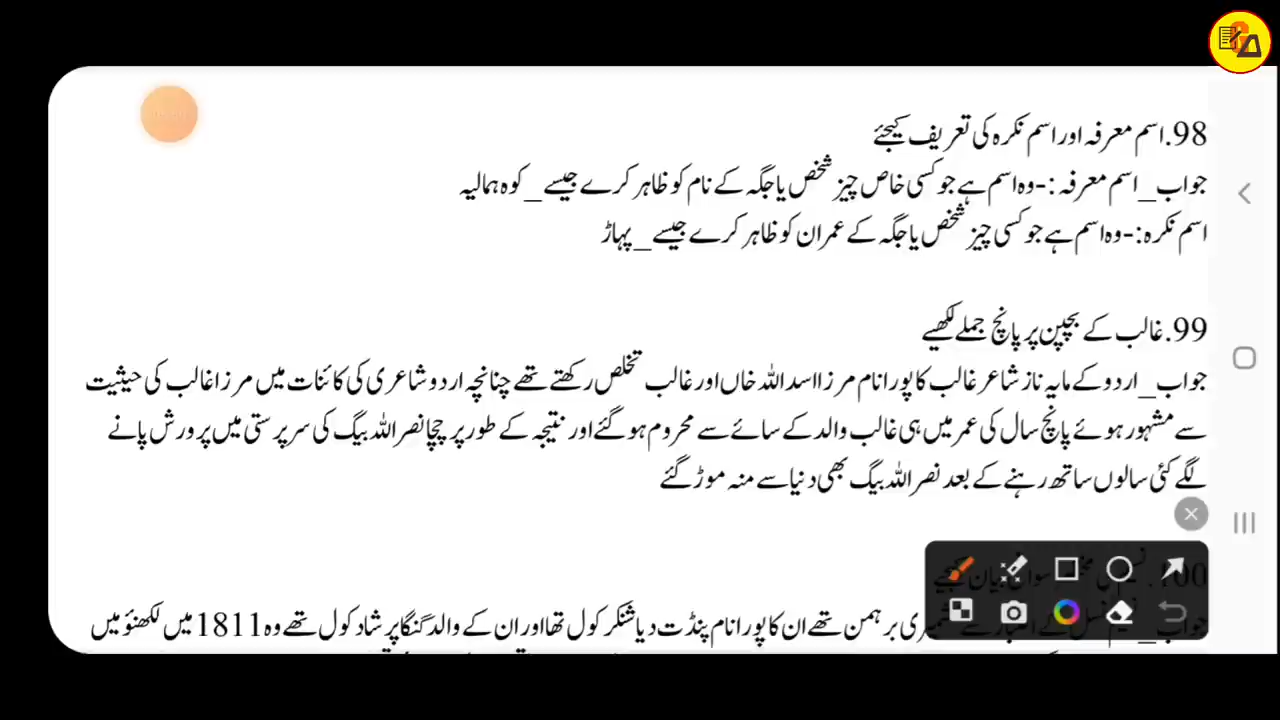 98.اسم معرفہ اور اسم نکرہ کی تعریف کیجئے
جواب_اسم معرفہ :-وہ اسم ہے جو کسی خاص چیز شخص یا جگہ کے نام کو ظاہر کرے جیسے_ کوہ ہمالیہ
اسم نکرہ:-وہ اسم ہے جو کسی چیز شخص یا جگہ کے عمران کو ظاہر کرے جیسے_پہاڑ
99.غالب کے بچپن پر پانچ جملے لکھیے
جواب_اردو کے مایہ ناز شاعر غالب کا پورا نام مرزا اسد اللہ خاں اور غالب تخلص رکھتے تھے چنانچہ اردو شاعری کی کائنات میں مرزا غالب کی حیثیت
سے مشہور ہوئے پانچ سال کی عمر میں ہی غالب والد کے سائے سے محروم ہو گئے اور نتیجہ کے طور پر چچا نصر اللہ بیگ کی سرپرستی میں پرورش پانے
لگے کئی سالوں ساتھ رہنے کے بعد نصر اللہ بیگ بھی دنیا سے منہ موڑ گئے
100. بیان کیجیے
جواب_ برہمن تھے ان کا پورا نام پنڈت دیا شنکر کول تھا اور ان کے والد گنگا پرشاد کول تھے وہ 1811 میں لکھنؤ میں